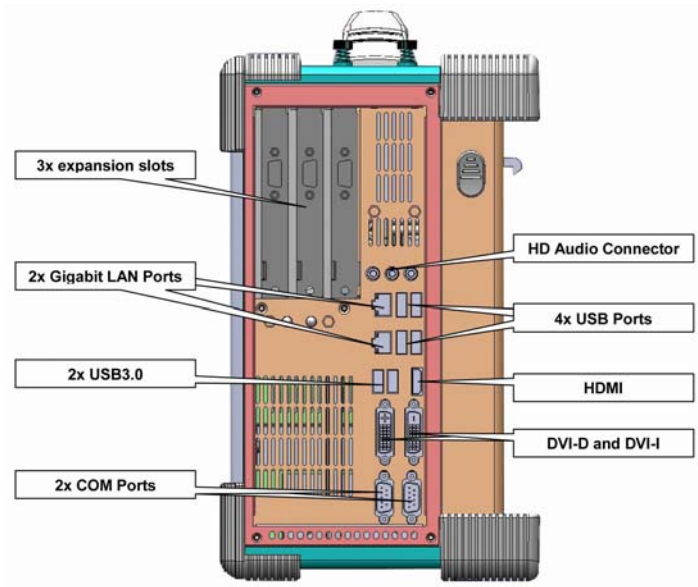 3x expansion slots
HD Audio Connector
2x Gigabit LAN Ports
4x USB Ports
2x USB3.0
HDMI
DVI-D and DVI-I
2x COM Ports